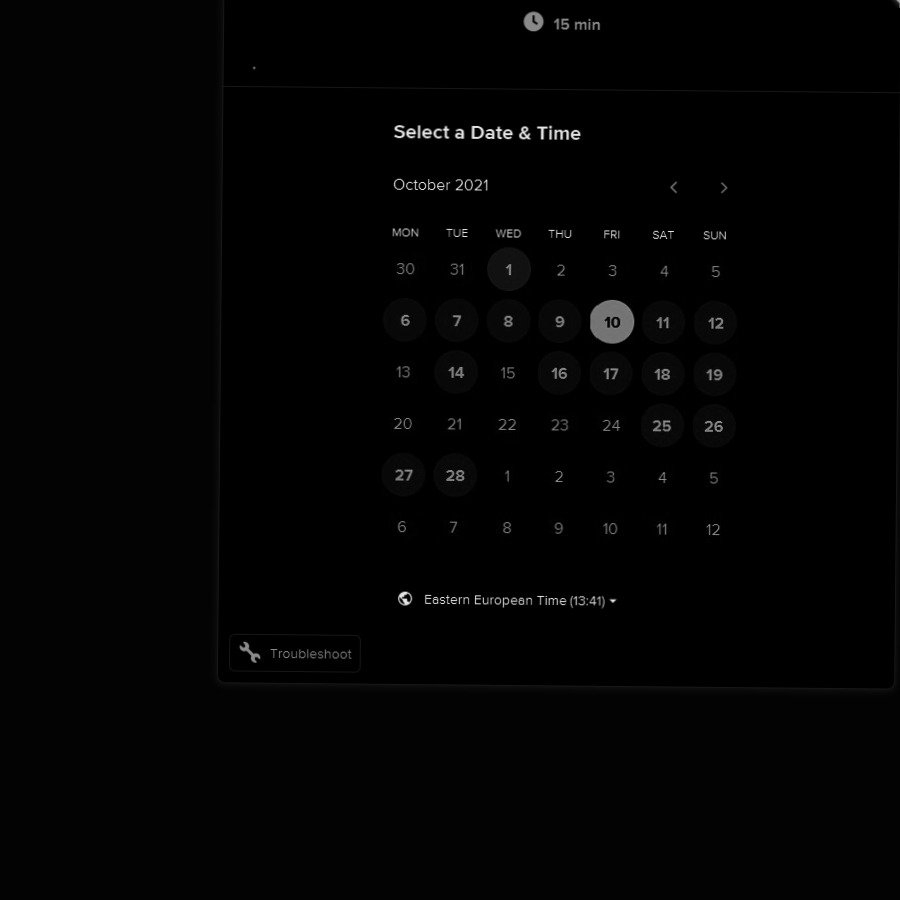 15 min
Select a Date & Time
October 2021
MON TUE WED THU FRI SAT SUN
30 31 1 2 3 4 5
6 7 8 9 10 11 12
13 14 15 16 17 18 19
20 21 22 23 24 25 26
27 28 1 2 3 4 5
6 7 8 9 10 11 12
Eastern European Time (13:41)
Troubleshoot